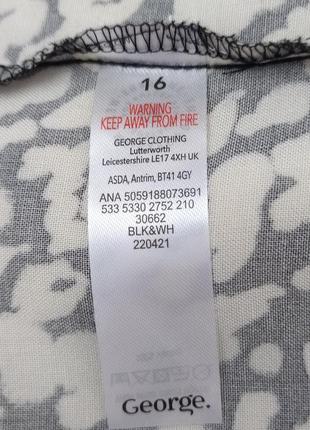 16
WARNING
KEEP AWAY FROM FIRE
GEORGE CLOTHING
Lutterworth
Leicestershire LE17 4XH UK
ASDA, Antrim, BT41 4GY
ANA 5059188073691
533 5330 2752 210
30662
BLK&WH
220421
George.